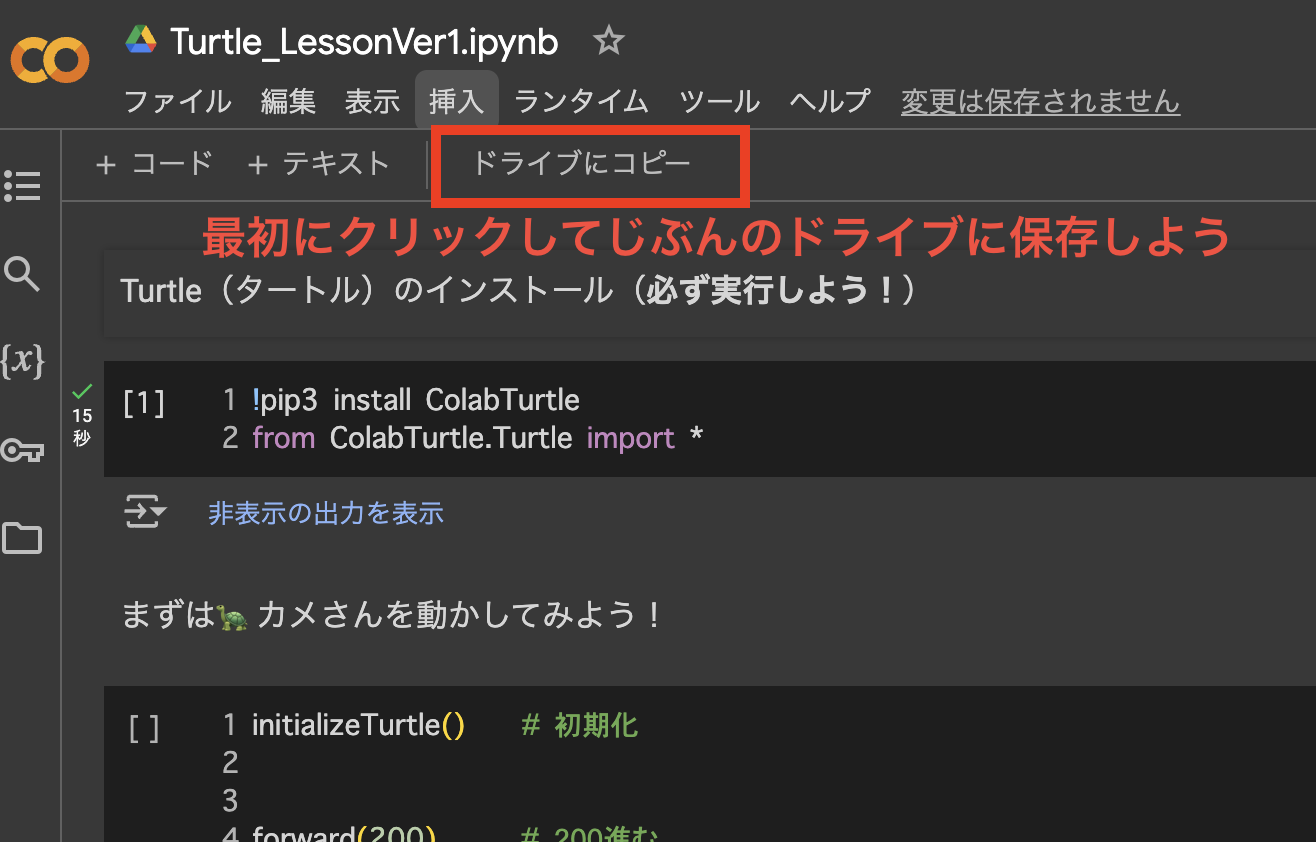 Turtle_LessonVer1.ipynb
ファイル 編集 表示 挿入 ランタイム ツール ヘルプ 変更は保存されません
+ コード + テキスト ドライブにコピー
最初にクリックしてじぶんのドライブに保存しよう
Turtle（タートル）のインストール（必ず実行しよう！）
{x}
[1] 1 !pip3 install ColabTurtle
15
秒
2 from ColabTurtle.Turtle import *
非表示の出力を表示
まずは🐢 カメさんを動かしてみよう！
[ ] 1 initializeTurtle() # 初期化
2
3
4 forward(200) # 200進む